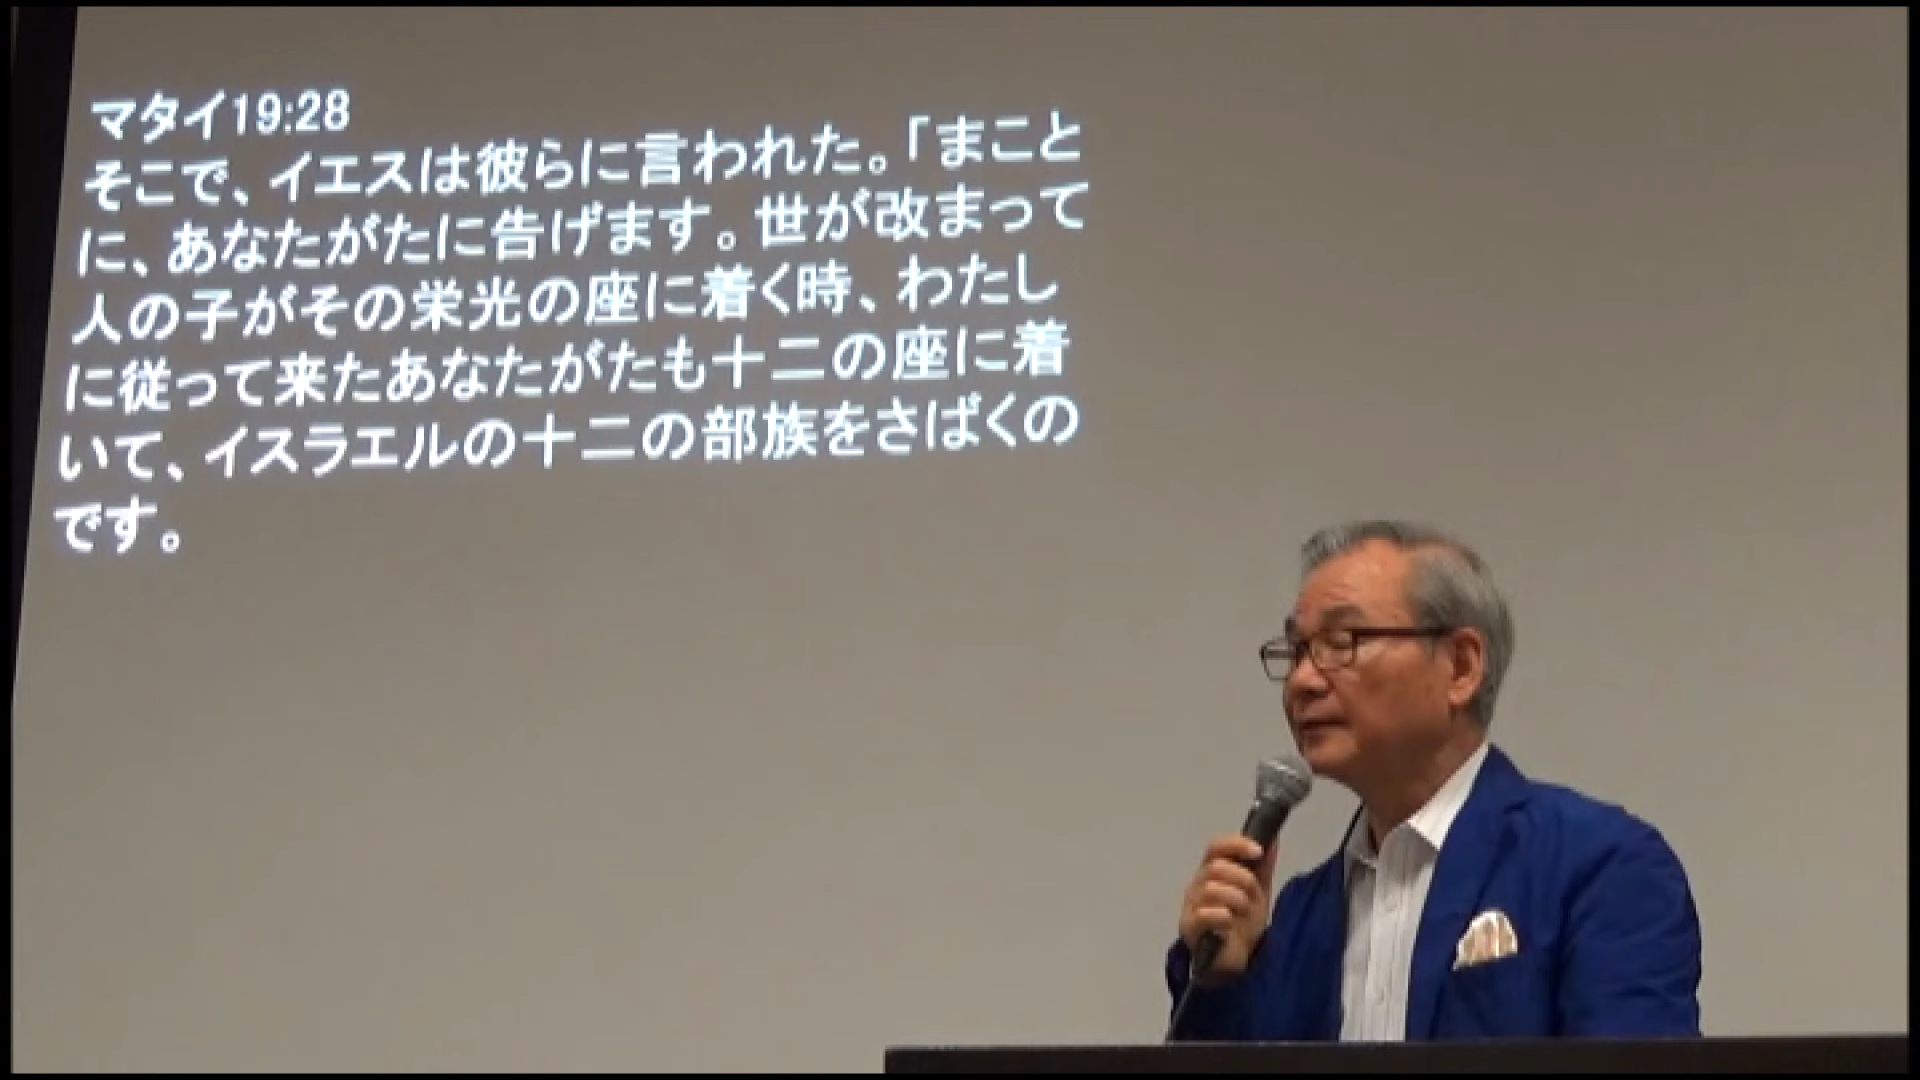 マタイ19:28
そこで、イエスは彼らに言われた。「まこと
に、あなたがたに告げます。世が改まって
人の子がその栄光の座に着く時、わたし
に従って来たあなたがたも十二の座に着
いて、イスラエルの十二の部族をさばくの
です。